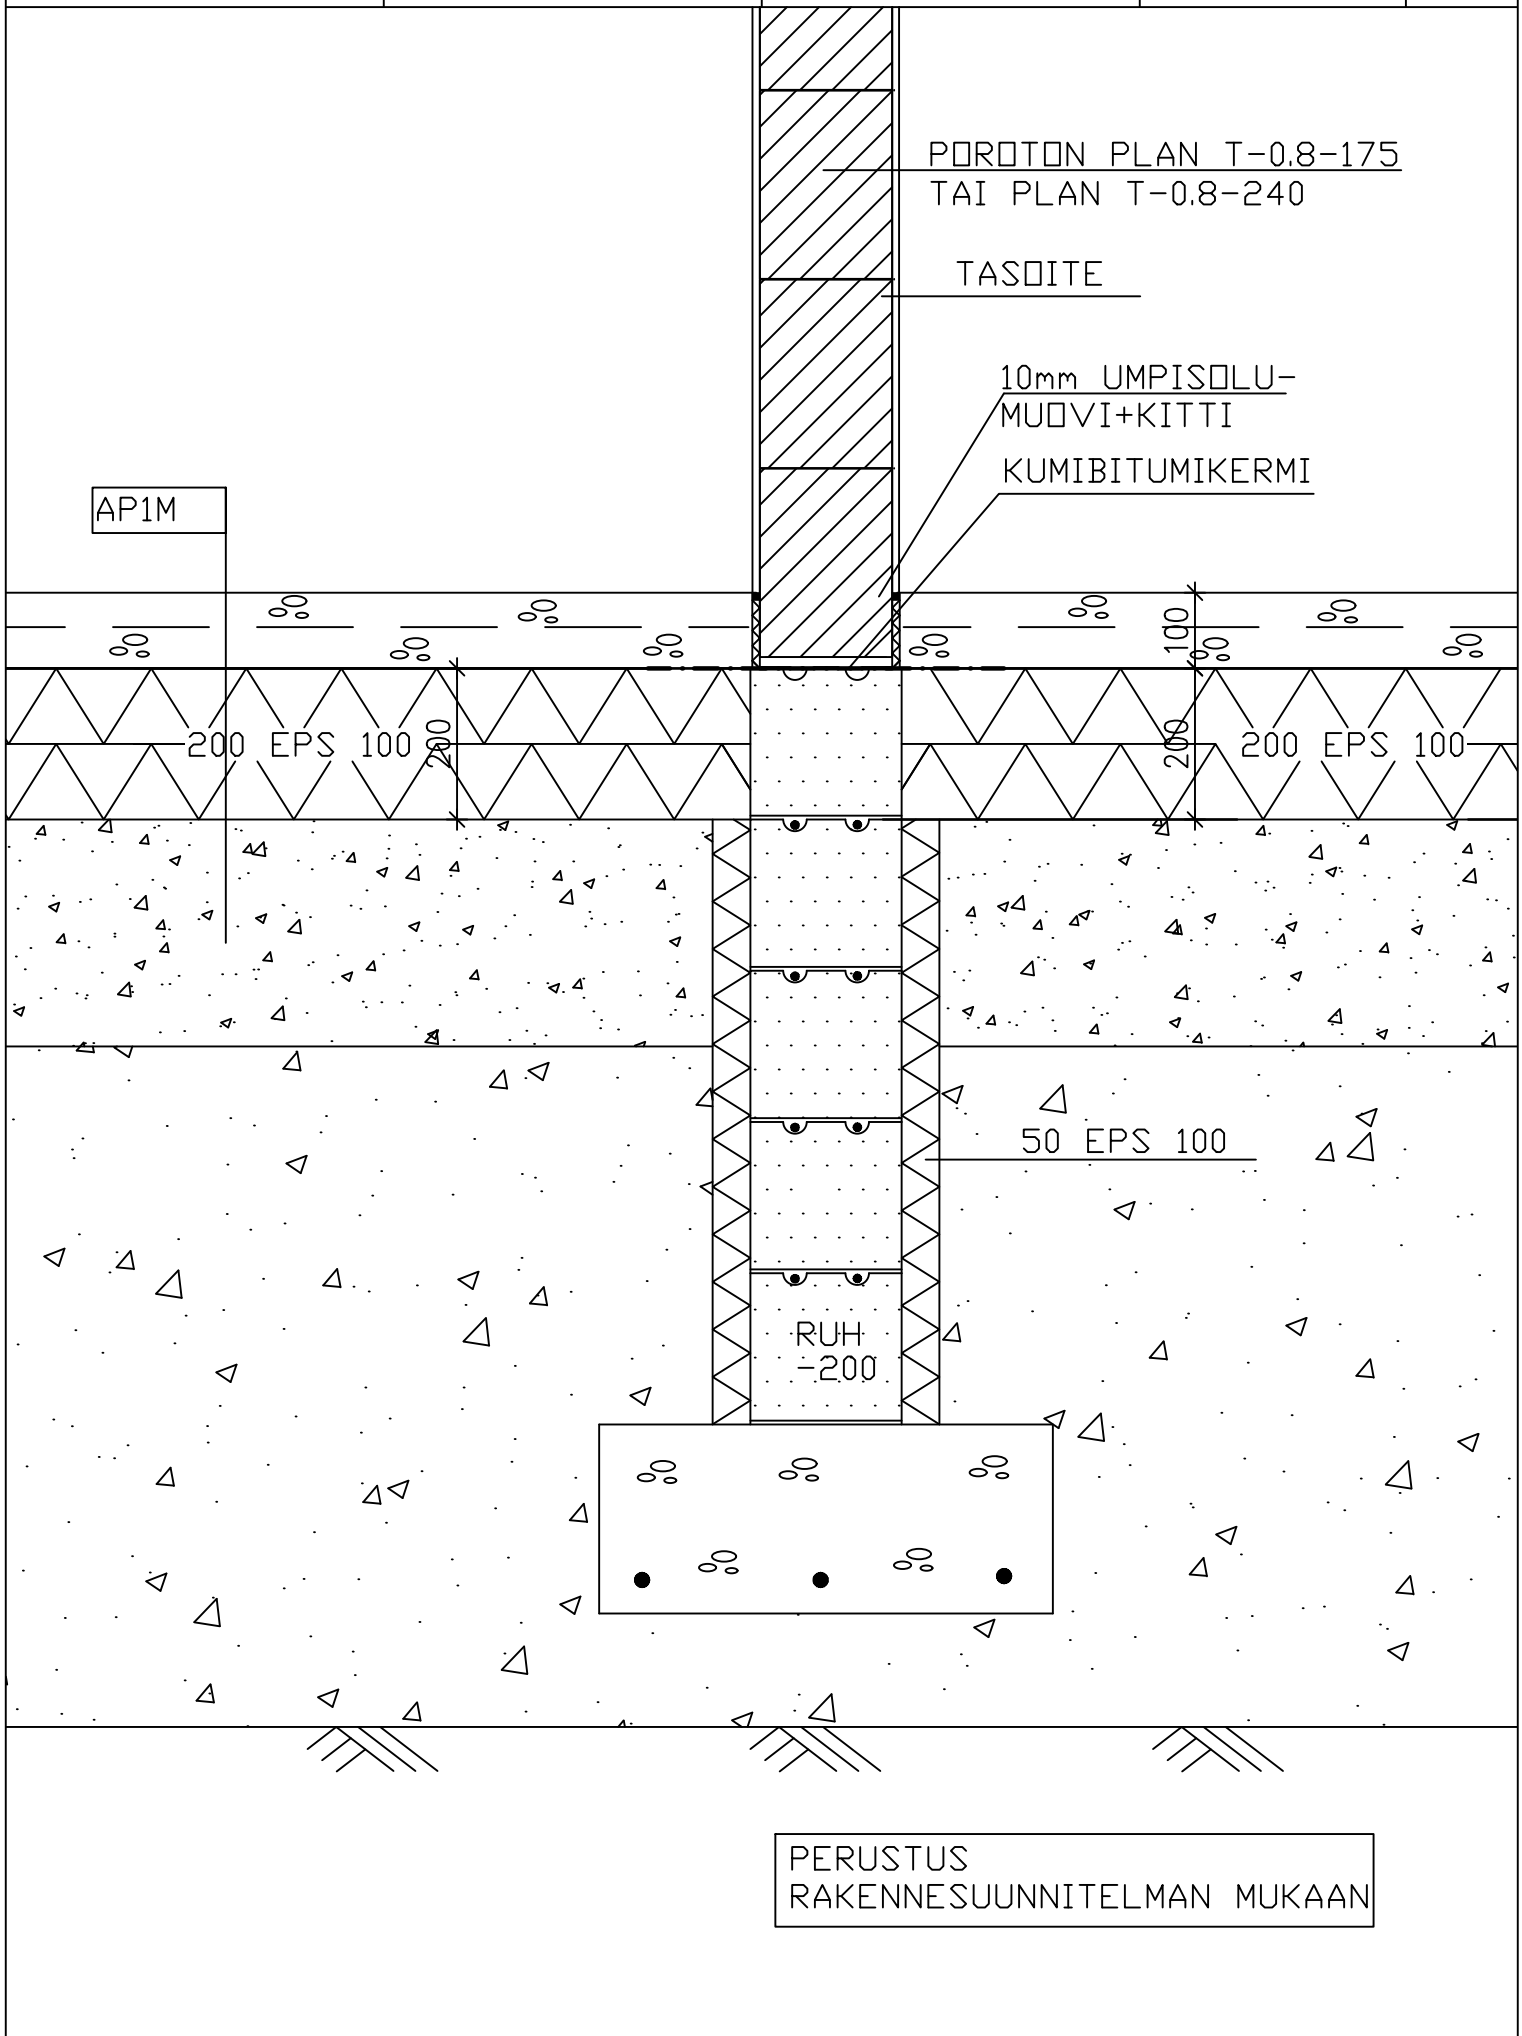 POROTON PLAN T-0.8-175
TAI PLAN T-0.8-240
TASOITE
10mm UMPISOLU-
MUOVI+KITTI
KUMIBITUMIKERMI
AP1M
100
200 EPS 100
200
200
200 EPS 100
50 EPS 100
RUH
-200
PERUSTUS
RAKENNESUUNNITELMAN MUKAAN